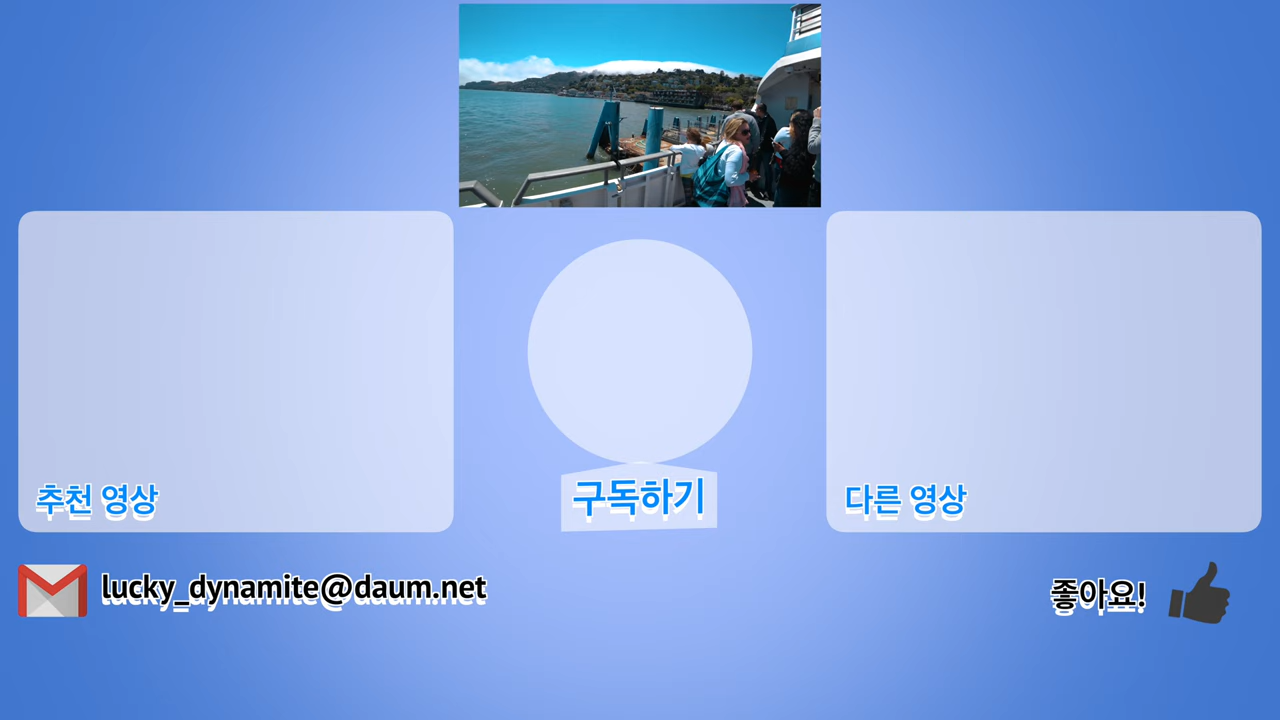 추천 영상
구독하기
다른 영상
lucky_dynamite@daum.net
좋아요!